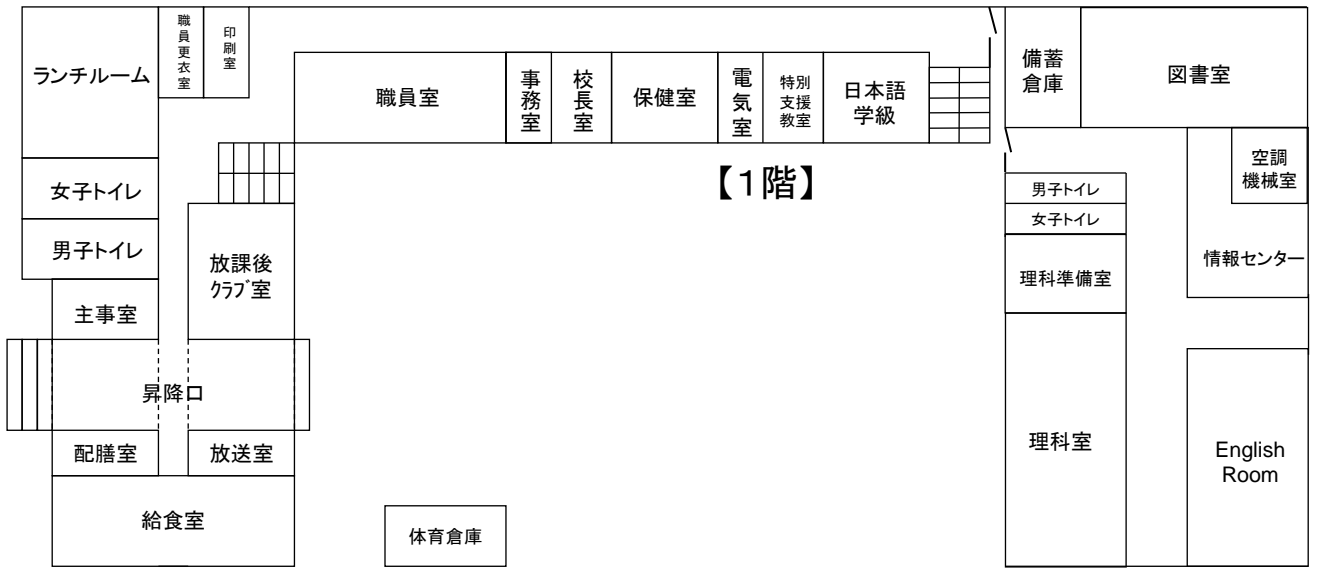 ランチルーム
職員更衣室
印刷室
職員室
事務室
校長室
保健室
電気室
特別
支援
教室
日本語
学級
備蓄
倉庫
図書室
空調
機械室
情報センター
【1階】
女子トイレ
男子トイレ
主事室
放課後
クラブ室
昇降口
配膳室
放送室
給食室
体育倉庫
男子トイレ
女子トイレ
理科準備室
理科室
English
Room